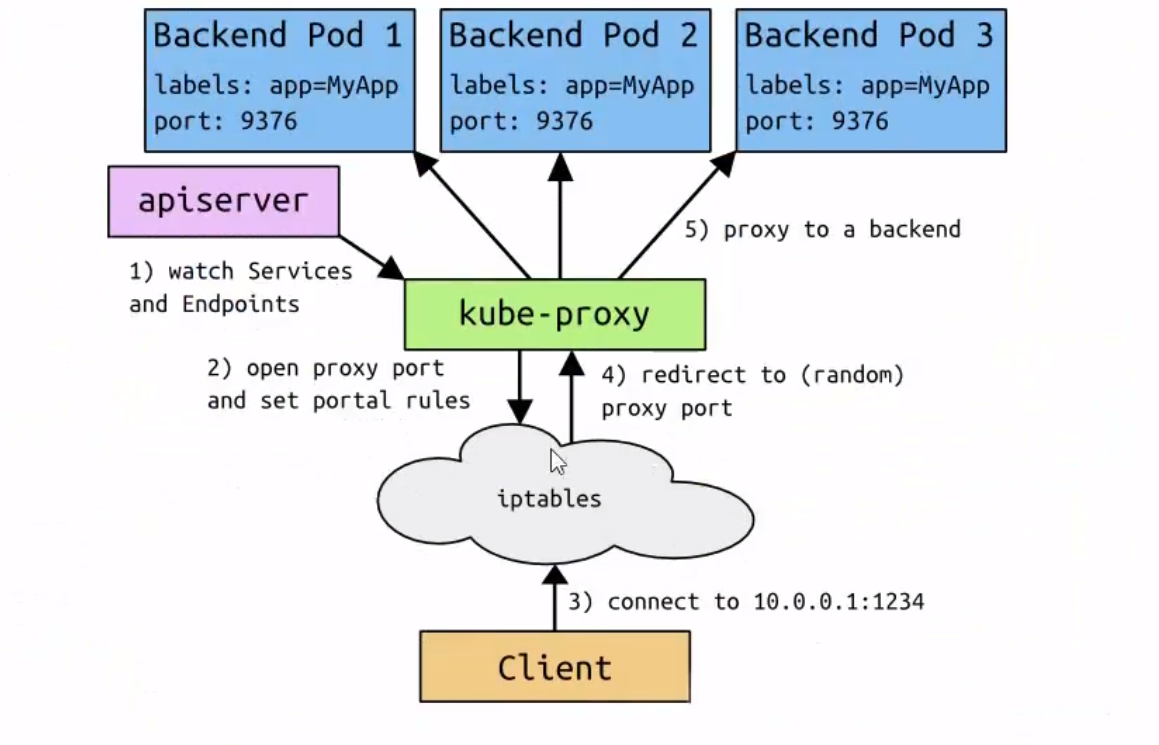 Backend Pod 1
labels: app=MyApp
port: 9376
Backend Pod 2
labels: app=MyApp
port: 9376
Backend Pod 3
labels: app=MyApp
port: 9376
apiserver
1) watch Services
and Endpoints
5) proxy to a backend
kube-proxy
2) open proxy port
and set portal rules
4) redirect to (random)
proxy port
iptables
3) connect to 10.0.0.1:1234
Client